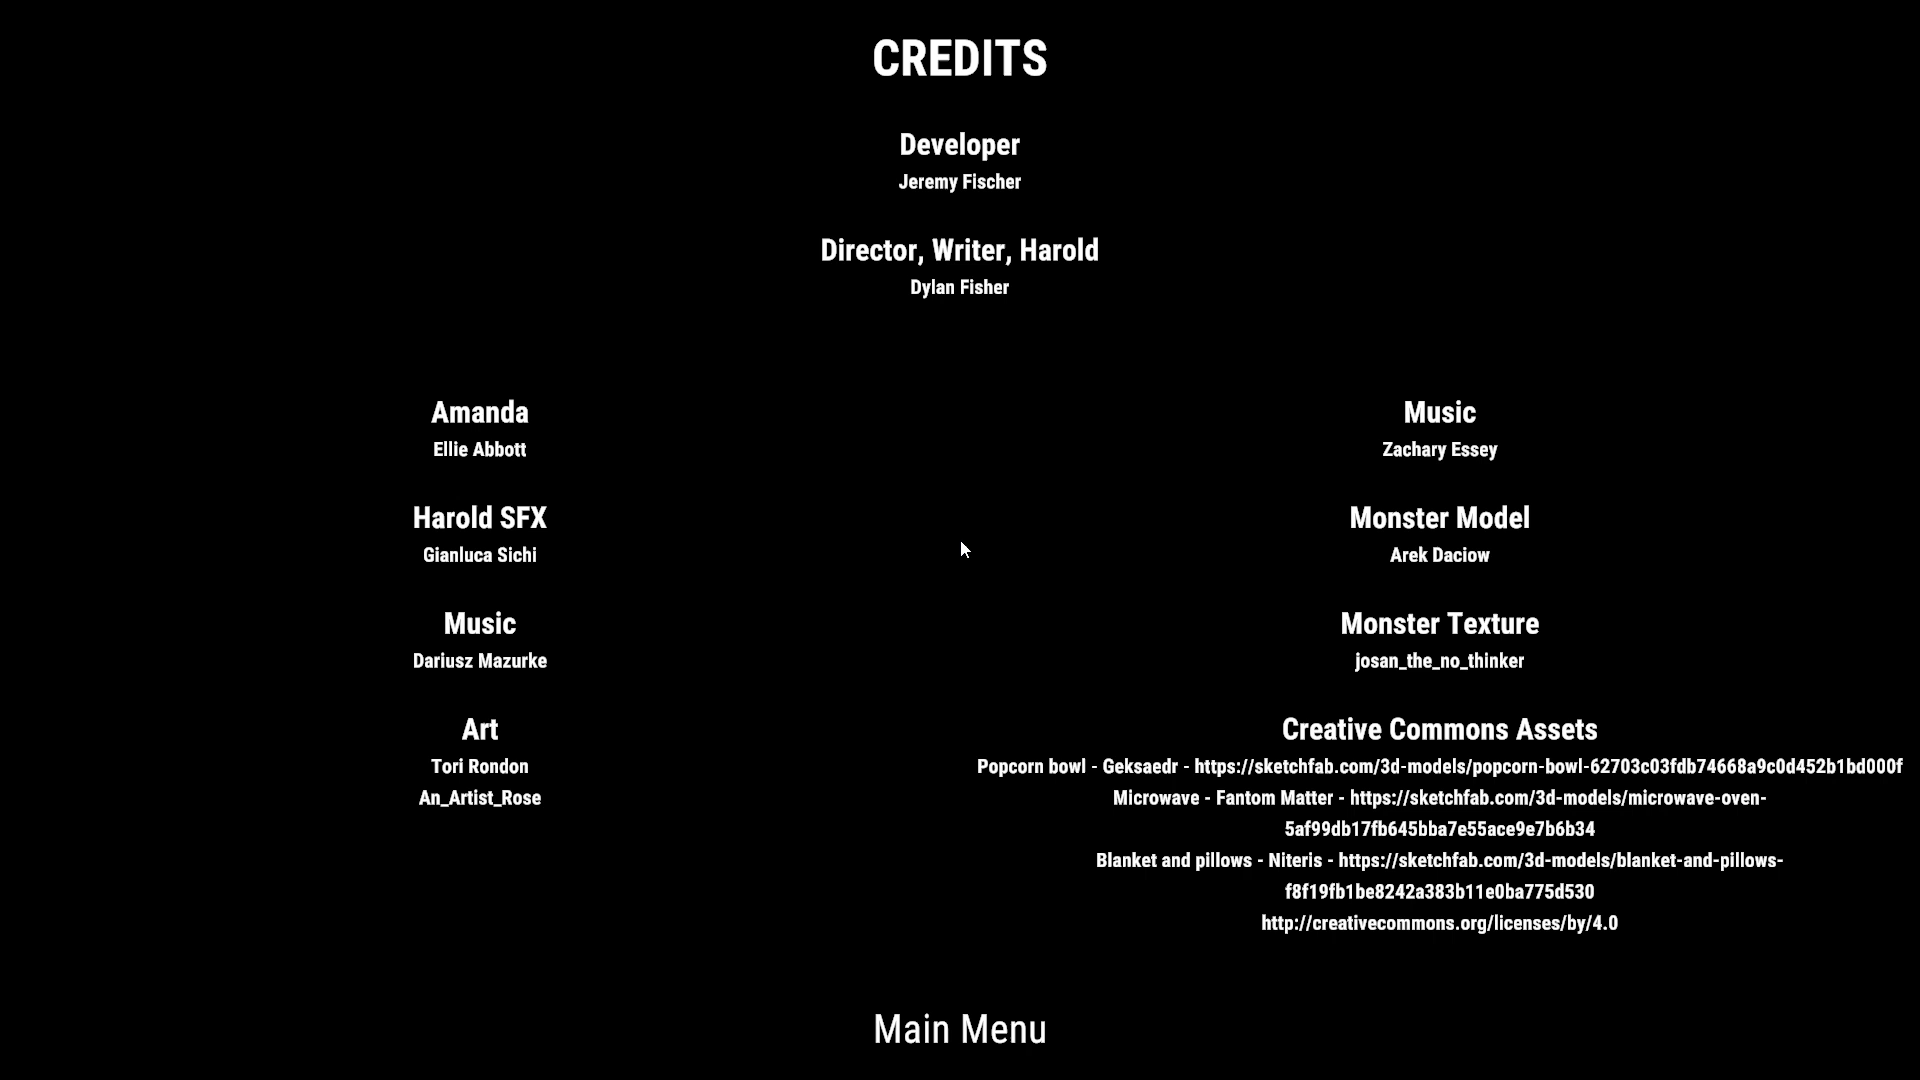 CREDITS
Developer
Jeremy Fischer
Director, Writer, Harold
Dylan Fisher
Amanda
Ellie Abbott
Harold SFX
Gianluca Sichi
Music
Dariusz Mazurke
Art
Tori Rondon
An_Artist_Rose
Music
Zachary Essey
Monster Model
Arek Daciow
Monster Texture
josan_the_no_thinker
Creative Commons Assets
Popcorn bowl - Geksaedr - https://sketchfab.com/3d-models/popcorn-bowl-62703c03fdb74668a9c0d452b1bd000f
Microwave - Fantom Matter - https://sketchfab.com/3d-models/microwave-oven-
5af99db17fb645bba7e55ace9e7b6b34
Blanket and pillows - Niteris - https://sketchfab.com/3d-models/blanket-and-pillows-
f8f19fb1be8242a383b11e0ba775d530
http://creativecommons.org/licenses/by/4.0
Main Menu